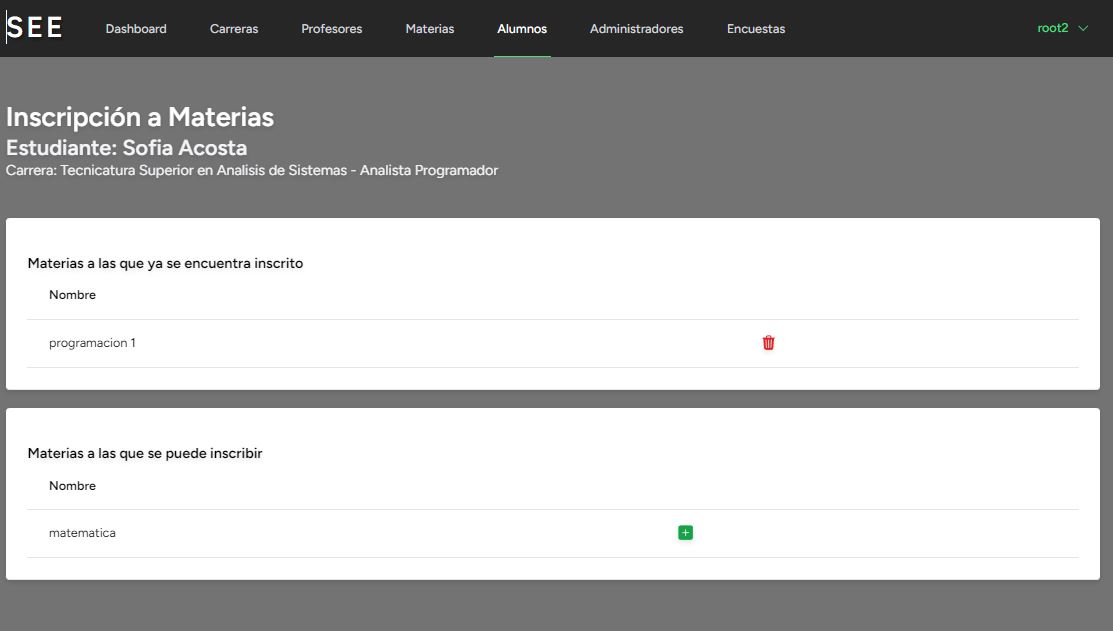 SEE Dashboard Carreras Profesores Materias Alumnos Administradores Encuestas root2
Inscripción a Materias
Estudiante: Sofia Acosta
Carrera: Tecnicatura Superior en Analisis de Sistemas - Analista Programador
Materias a las que ya se encuentra inscrito
Nombre
programacion 1
Materias a las que se puede inscribir
Nombre
matematica